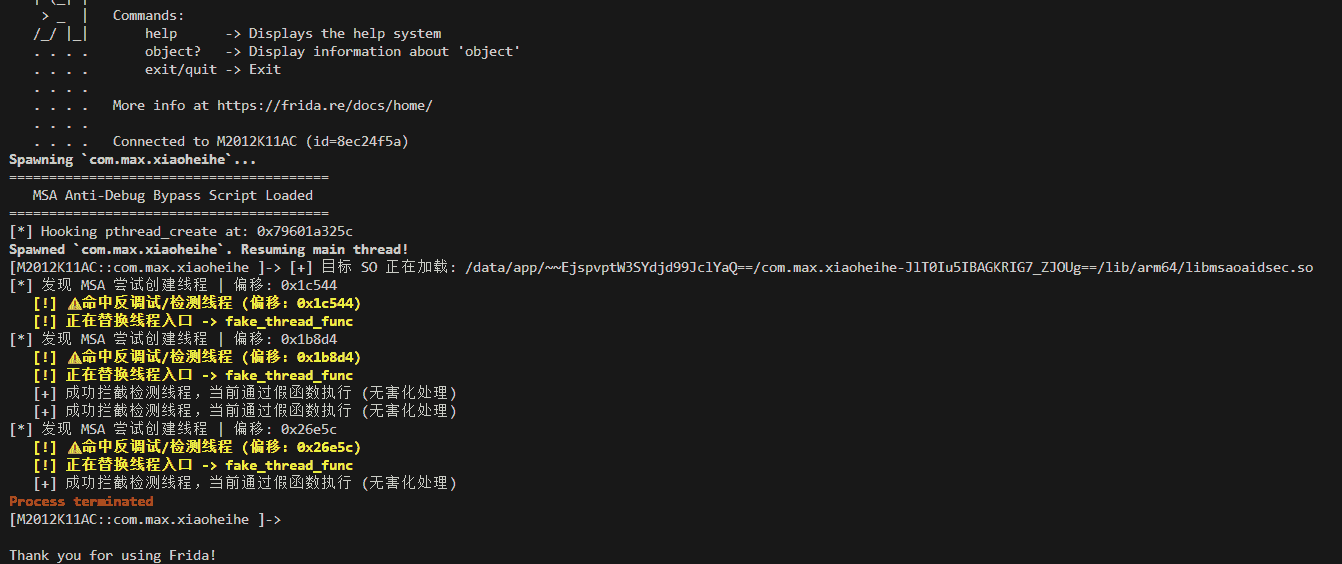 | (_| |
> _  |   Commands:
/_/ |_|       help      -> Displays the help system
. . . .       object?   -> Display information about 'object'
. . . .       exit/quit -> Exit
. . . .
. . . .   More info at https://frida.re/docs/home/
. . . .
. . . .   Connected to M2012K11AC (id=8ec24f5a)
Spawning `com.max.xiaoheihe`...
========================================
MSA Anti-Debug Bypass Script Loaded
========================================
[*] Hooking pthread_create at: 0x79601a325c
Spawned `com.max.xiaoheihe`. Resuming main thread!
[M2012K11AC::com.max.xiaoheihe ]-> [+] 目标 SO 正在加载: /data/app/~~EjspvptW3SYdjd99JclYaQ==/com.max.xiaoheihe-JlT0Iu5IBAGKRIG7_ZJOUg==/lib/arm64/libmsaoaidsec.so
[*] 发现 MSA 尝试创建线程 | 偏移: 0x1c544
[!] ⚠️命中反调试/检测线程 (偏移: 0x1c544)
[!] 正在替换线程入口 -> fake_thread_func
[*] 发现 MSA 尝试创建线程 | 偏移: 0x1b8d4
[!] ⚠️命中反调试/检测线程 (偏移: 0x1b8d4)
[!] 正在替换线程入口 -> fake_thread_func
[+] 成功拦截检测线程，当前通过假函数执行 (无害化处理)
[+] 成功拦截检测线程，当前通过假函数执行 (无害化处理)
[*] 发现 MSA 尝试创建线程 | 偏移: 0x26e5c
[!] ⚠️命中反调试/检测线程 (偏移: 0x26e5c)
[!] 正在替换线程入口 -> fake_thread_func
[+] 成功拦截检测线程，当前通过假函数执行 (无害化处理)
Process terminated
[M2012K11AC::com.max.xiaoheihe ]->
Thank you for using Frida!